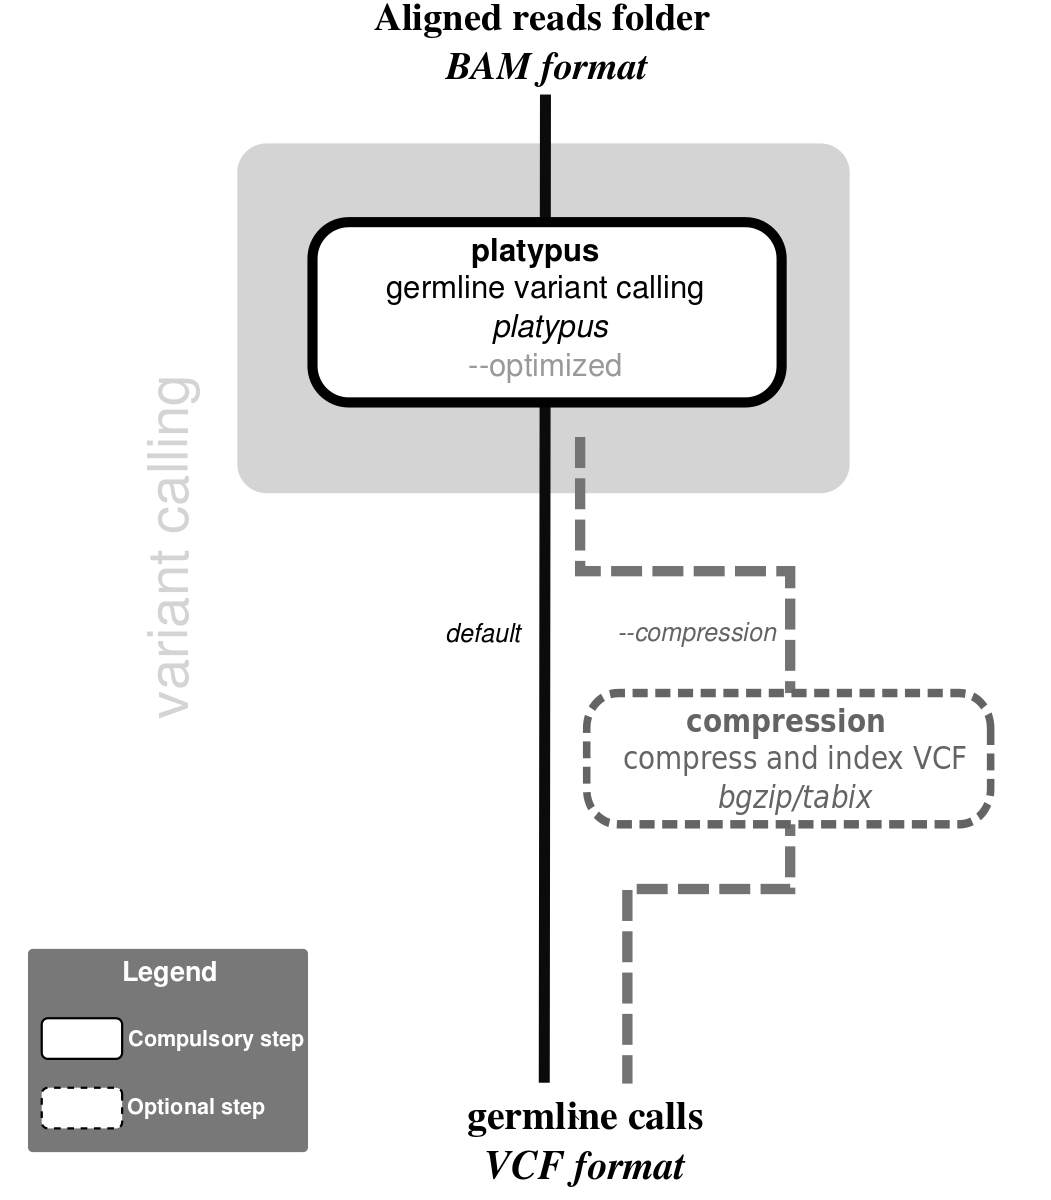 Aligned reads folder
BAM format
platypus
germline variant calling
platypus
--optimized
variant calling
default
--compression
compression
compress and index VCF
bgzip/tabix
Legend
Compulsory step
Optional step
germline calls
VCF format